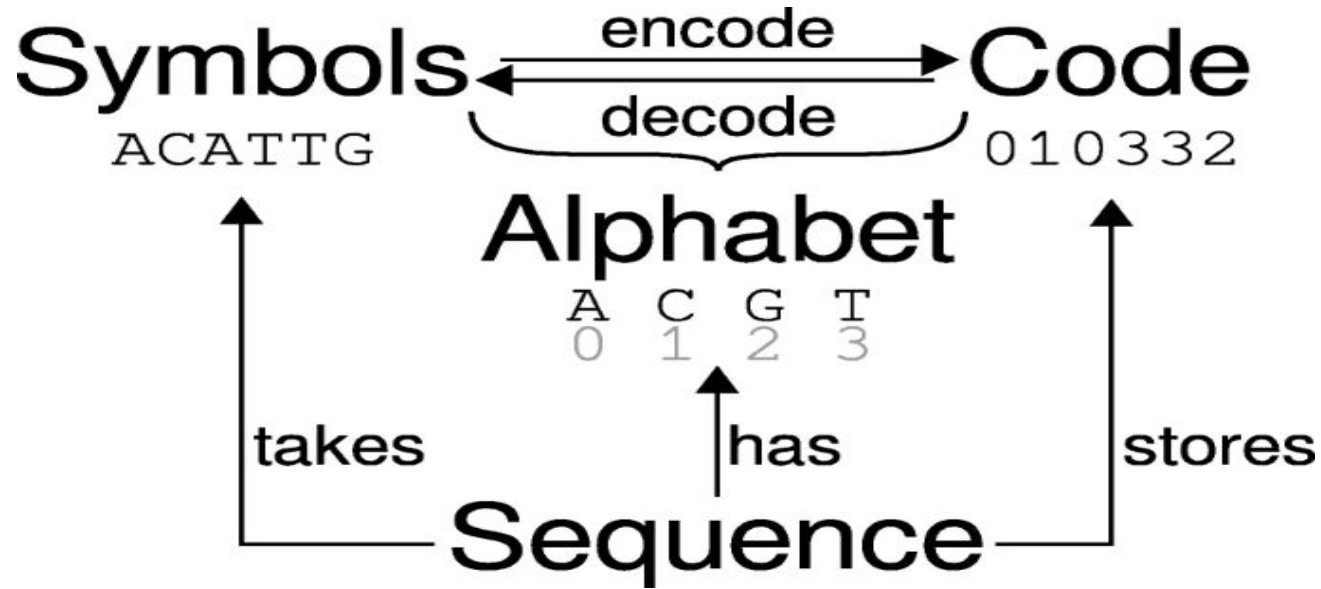 encode
Symbols
Code
decode
ACATTG
010332
Alphabet
A C G T
0 1 2 3
takes
has
stores
Sequence